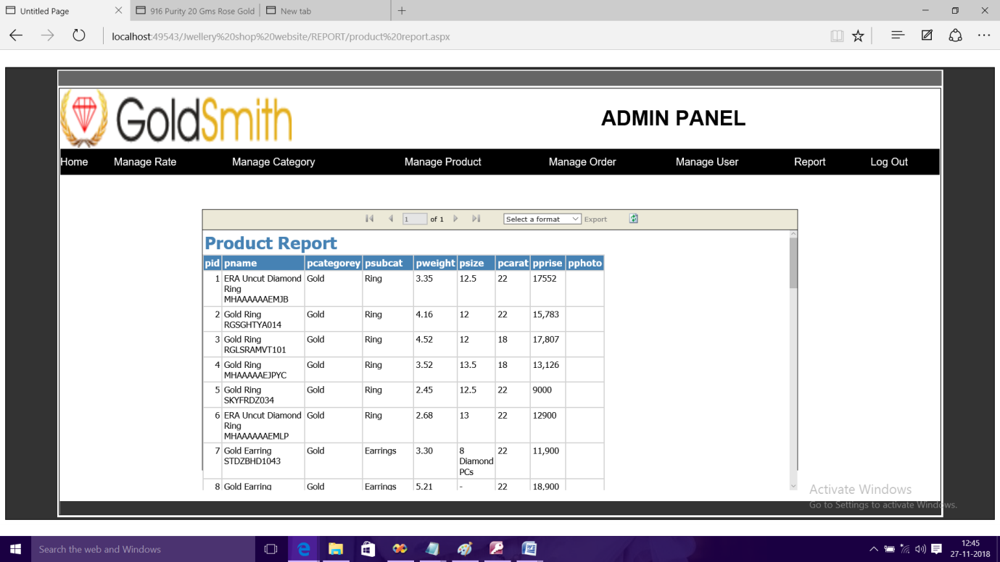 Untitled Page
916 Purity 20 Gms Rose Gold
New tab
localhost:49543/Jwellery%20shop%20website/REPORT/product%20report.aspx
GoldSmith
ADMIN PANEL
Home Manage Rate Manage Category Manage Product Manage Order Manage User Report Log Out
1 of 1 Select a format Export
Product Report
pid pname pcategorey psubcat pweight psize pcarat pprise pphoto
1 ERA Uncut Diamond Gold Ring 3.35 12.5 22 17552
Ring
MHAAAAAAEMJB
2 Gold Ring Gold Ring 4.16 12 22 15,783
RGSGHTYA014
3 Gold Ring Gold Ring 4.52 12 18 17,807
RGLSRAMVT101
4 Gold Ring Gold Ring 3.52 13.5 18 13,126
MHAAAAAEJPYC
5 Gold Ring Gold Ring 2.45 12.5 22 9000
SKYFRDZ034
6 ERA Uncut Diamond Gold Ring 2.68 13 22 12900
Ring
MHAAAAAAEMLP
7 Gold Earring Gold Earrings 3.30 8 22 11,900
STDZBHD1043 Diamond
PCs
8 Gold Earring Gold Earrings 5.21 - 22 18,900
Activate Windows
Go to Settings to activate Windows.
Search the web and Windows
12:45
27-11-2018